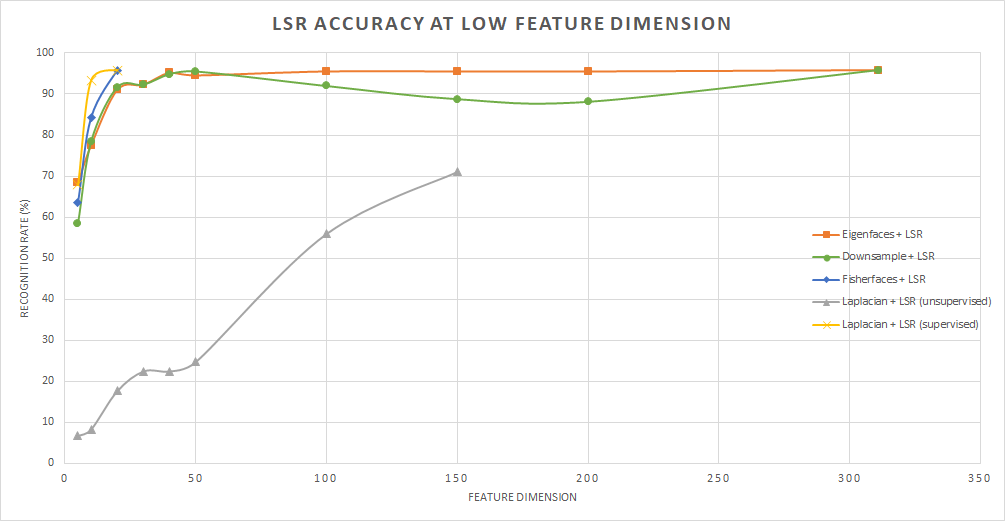 LSR ACCURACY AT LOW FEATURE DIMENSION
100
90
80
70
60
50
40
30
20
10
0
RECOGNITION RATE (%)
0 50 100 150 200 250 300 350
FEATURE DIMENSION
Eigenfaces + LSR
Downsample + LSR
Fisherfaces + LSR
Laplacian + LSR (unsupervised)
Laplacian + LSR (supervised)